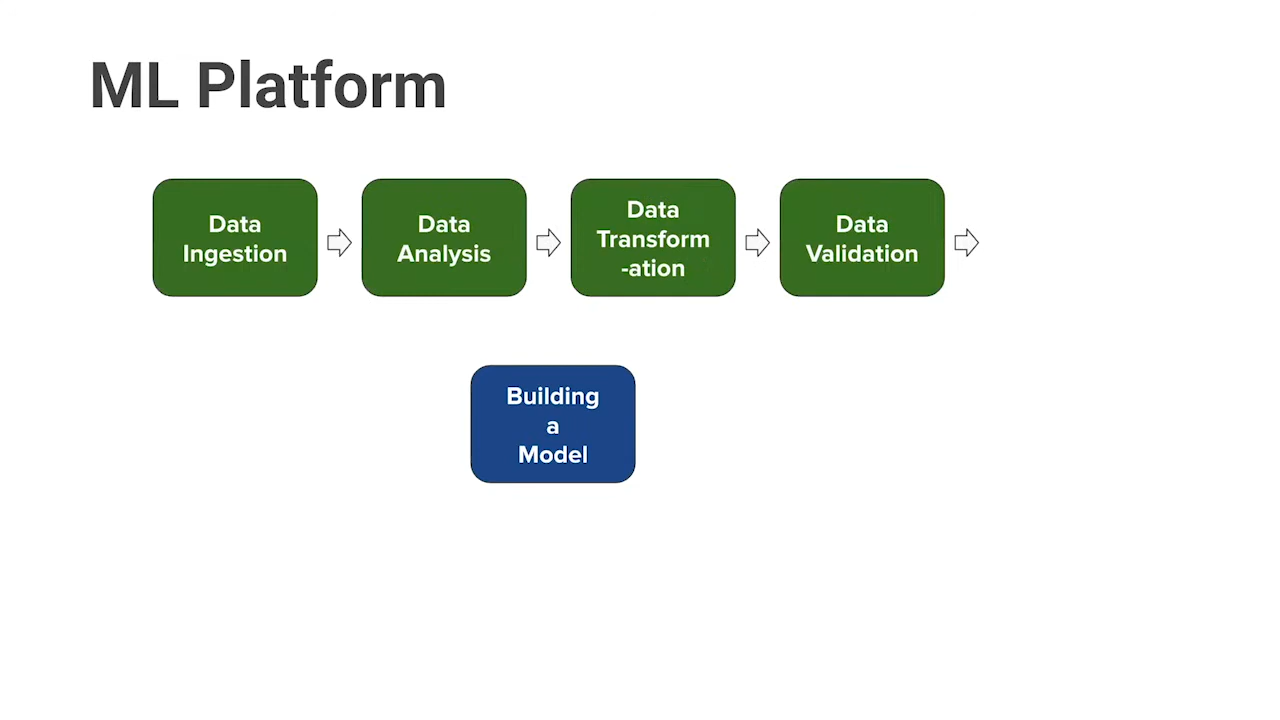 ML Platform
Data
Ingestion
Data
Analysis
Data
Transform
-ation
Data
Validation
Building
a
Model